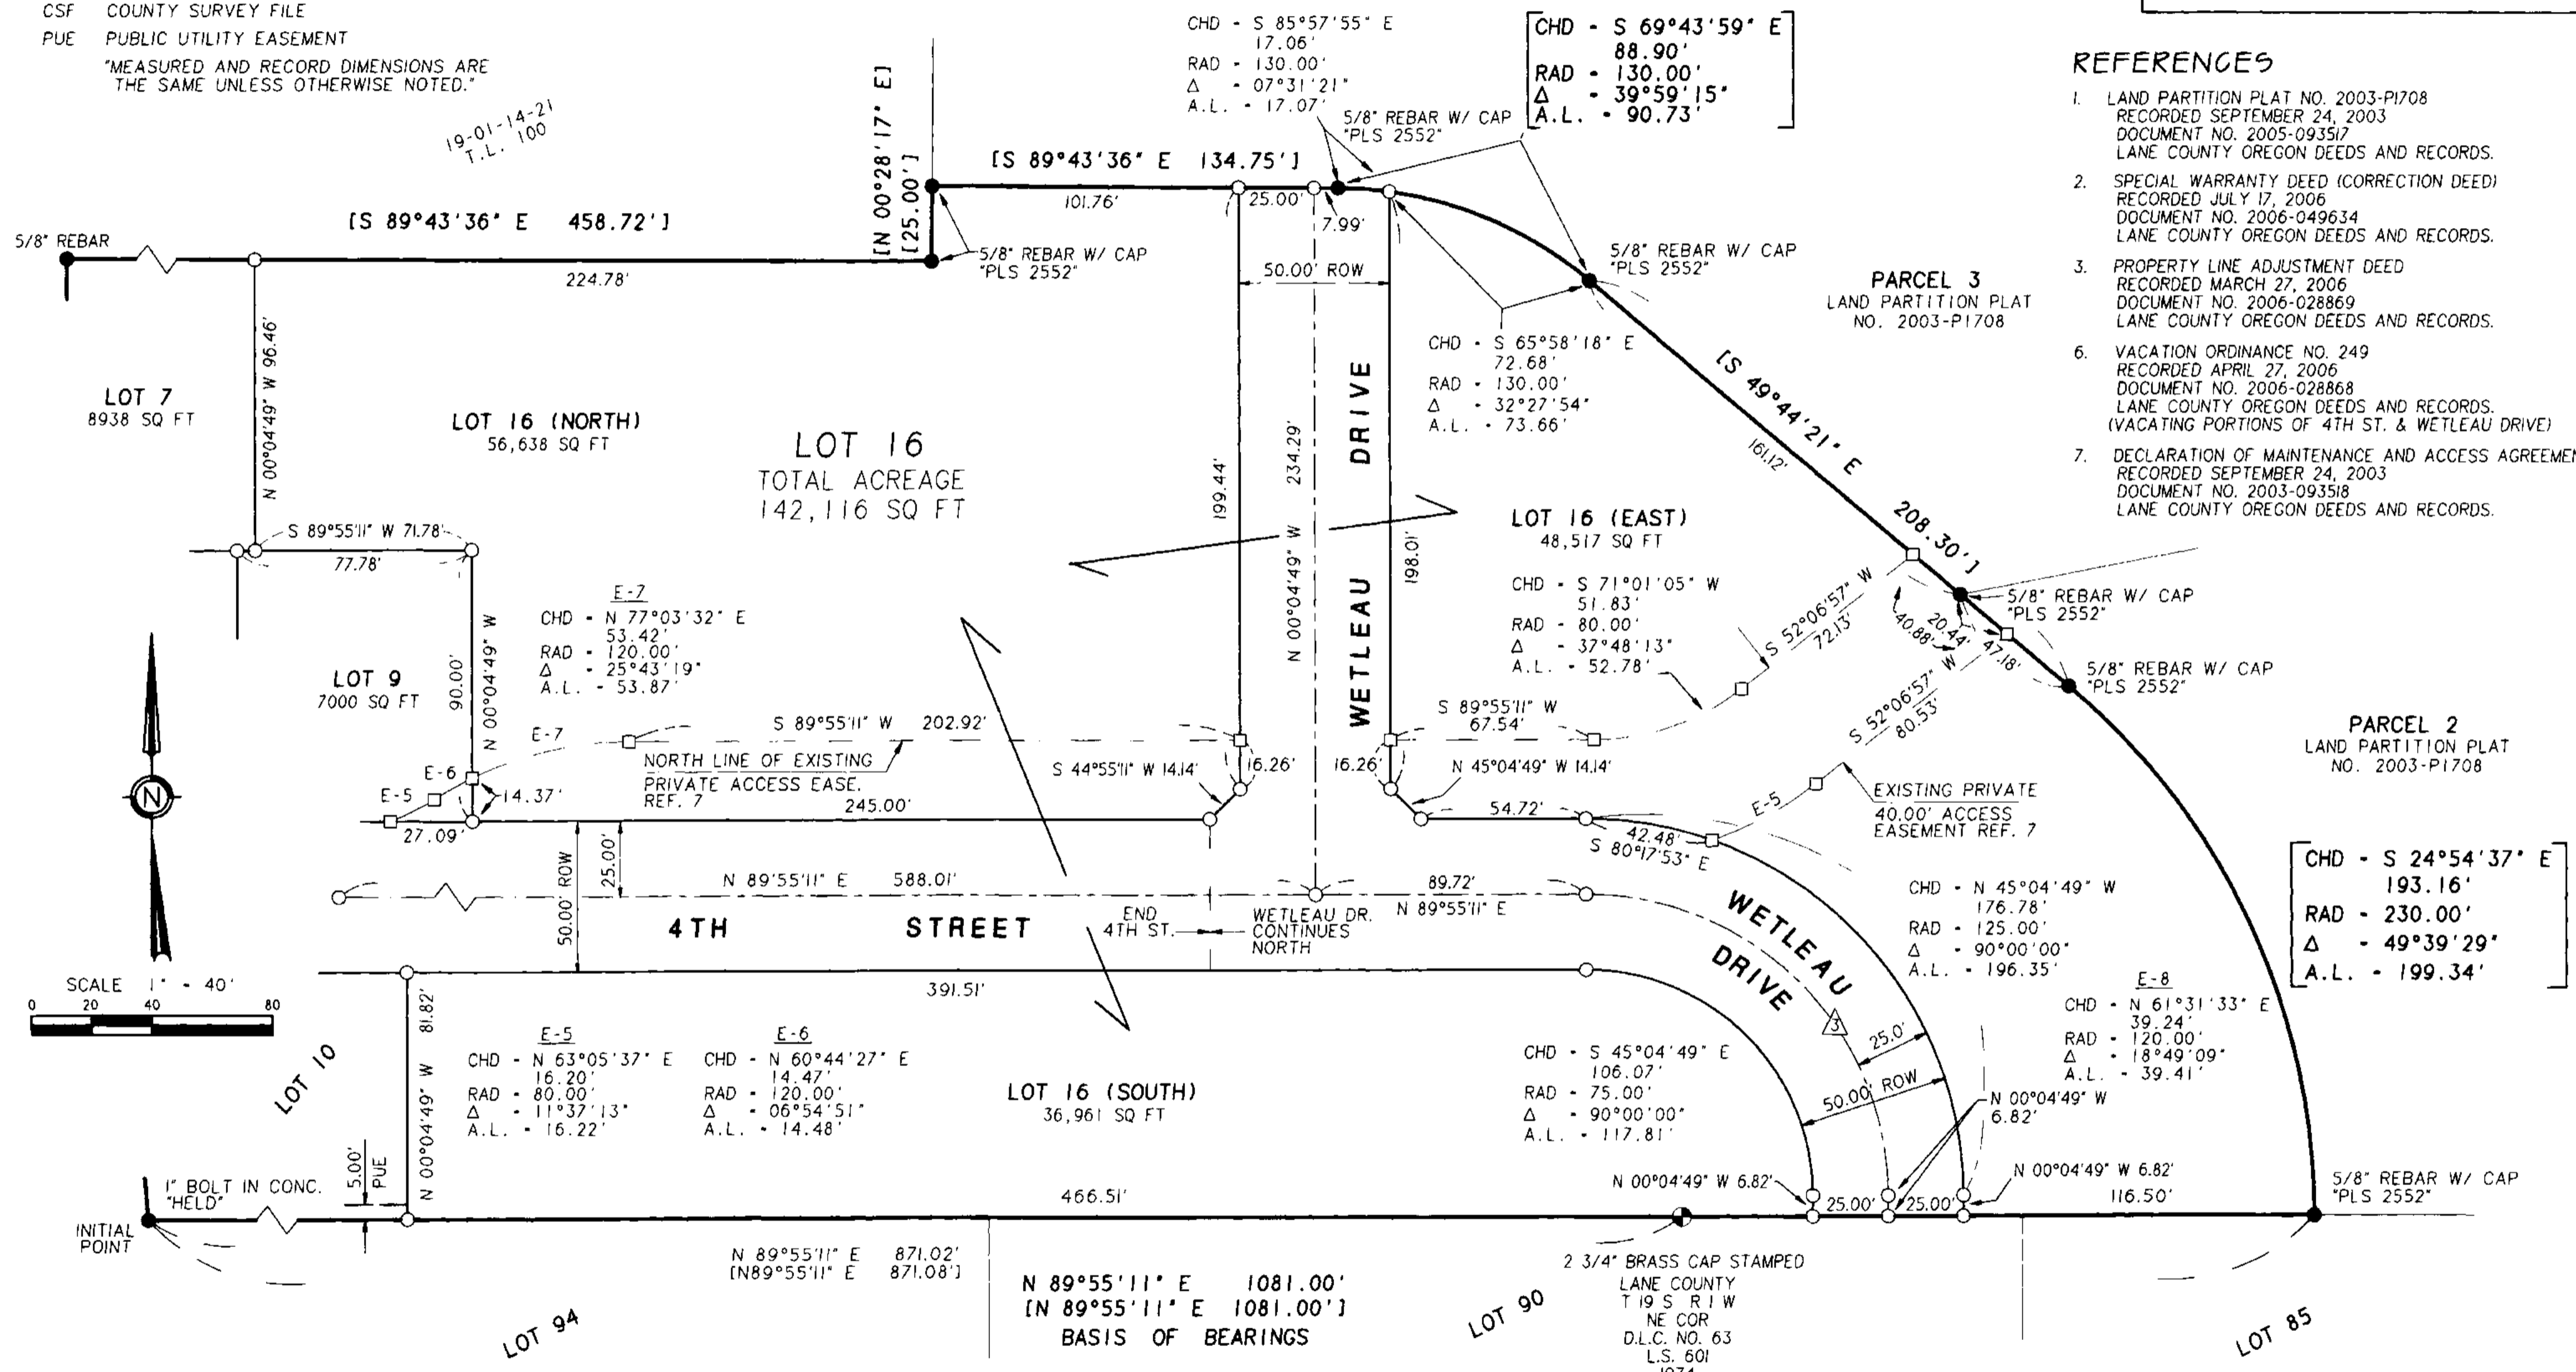 CSF COUNTY SURVEY FILE
PUE PUBLIC UTILITY EASEMENT
"MEASURED AND RECORD DIMENSIONS ARE
THE SAME UNLESS OTHERWISE NOTED."
19-01-14-21
T.L. 100
CHD - S 85°57'55" E
17.06'
RAD - 130.00'
Δ - 07°31'21"
A.L. - 17.07'
[CHD - S 69°43'59" E
88.90'
RAD - 130.00'
Δ - 39°59'15"
A.L. - 90.73']
5/8" REBAR W/ CAP
"PLS 2552"
REFERENCES
1. LAND PARTITION PLAT NO. 2003-P1708
RECORDED SEPTEMBER 24, 2003
DOCUMENT NO. 2005-093517
LANE COUNTY OREGON DEEDS AND RECORDS.
2. SPECIAL WARRANTY DEED (CORRECTION DEED)
RECORDED JULY 17, 2006
DOCUMENT NO. 2006-049634
LANE COUNTY OREGON DEEDS AND RECORDS.
3. PROPERTY LINE ADJUSTMENT DEED
RECORDED MARCH 27, 2006
DOCUMENT NO. 2006-028869
LANE COUNTY OREGON DEEDS AND RECORDS.
6. VACATION ORDINANCE NO. 249
RECORDED APRIL 27, 2006
DOCUMENT NO. 2006-028868
LANE COUNTY OREGON DEEDS AND RECORDS.
(VACATING PORTIONS OF 4TH ST. & WETLEAU DRIVE)
7. DECLARATION OF MAINTENANCE AND ACCESS AGREEMEN
RECORDED SEPTEMBER 24, 2003
DOCUMENT NO. 2003-093518
LANE COUNTY OREGON DEEDS AND RECORDS.
[N 00°28'17" E]
[25.00']
[S 89°43'36" E 134.75']
101.76'
25.00'
7.99'
[S 89°43'36" E 458.72']
5/8" REBAR
224.78'
5/8" REBAR W/ CAP
"PLS 2552"
50.00' ROW
5/8" REBAR W/ CAP
"PLS 2552"
PARCEL 3
LAND PARTITION PLAT
NO. 2003-P1708
CHD - S 65°58'18" E
72.68'
RAD - 130.00'
Δ - 32°27'54"
A.L. - 73.66'
[S 49°44'21" E 208.30']
161.12'
LOT 7
8938 SQ FT
N 00°04'49" W 96.46'
LOT 16 (NORTH)
56,638 SQ FT
LOT 16
TOTAL ACREAGE
142,116 SQ FT
199.44'
N 00°04'49" W 234.29'
WETLEAU DRIVE
198.01'
LOT 16 (EAST)
48,517 SQ FT
S 89°55'11" W 71.78'
77.78'
E-7
CHD - N 77°03'32" E
53.42'
RAD - 120.00'
Δ - 25°43'19"
A.L. - 53.87'
CHD - S 71°01'05" W
51.83'
RAD - 80.00'
Δ - 37°48'13"
A.L. - 52.78'
S 52°06'57" W
72.13'
40.88'
20.44'
47.18'
5/8" REBAR W/ CAP
"PLS 2552"
5/8" REBAR W/ CAP
"PLS 2552"
S 52°06'57" W
80.53'
LOT 9
7000 SQ FT
90.00'
N 00°04'49" W
E-7
S 89°55'11" W 202.92'
NORTH LINE OF EXISTING
PRIVATE ACCESS EASE.
REF. 7
S 44°55'11" W 14.14'
16.26'
16.26'
S 89°55'11" W
67.54'
N 45°04'49" W 14.14'
PARCEL 2
LAND PARTITION PLAT
NO. 2003-P1708
E-6
E-5
14.37'
27.09'
245.00'
54.72'
42.48'
S 80°17'53" E
E-5
EXISTING PRIVATE
40.00' ACCESS
EASEMENT REF. 7
N
50.00' ROW
25.00'
N 89°55'11" E 588.01'
89.72'
N 89°55'11" E
4TH STREET
END
4TH ST.
WETLEAU DR.
CONTINUES
NORTH
WETLEAU
DRIVE
CHD - N 45°04'49" W
176.78'
RAD - 125.00'
Δ - 90°00'00"
A.L. - 196.35'
[CHD - S 24°54'37" E
193.16'
RAD - 230.00'
Δ - 49°39'29"
A.L. - 199.34']
SCALE 1" - 40'
0 20 40 80
391.51'
3
25.0'
50.00' ROW
E-8
CHD - N 61°31'33" E
39.24'
RAD - 120.00'
Δ - 18°49'09"
A.L. - 39.41'
LOT 10
N 00°04'49" W 81.82'
E-5
CHD - N 63°05'37" E
16.20'
RAD - 80.00'
Δ - 11°37'13"
A.L. - 16.22'
E-6
CHD - N 60°44'27" E
14.47'
RAD - 120.00'
Δ - 06°54'51"
A.L. - 14.48'
LOT 16 (SOUTH)
36,961 SQ FT
CHD - S 45°04'49" E
106.07'
RAD - 75.00'
Δ - 90°00'00"
A.L. - 117.81'
N 00°04'49" W
6.82'
5.00'
PUE
1" BOLT IN CONC.
"HELD"
INITIAL
POINT
466.51'
N 00°04'49" W 6.82'
25.00'
25.00'
N 00°04'49" W 6.82'
116.50'
5/8" REBAR W/ CAP
"PLS 2552"
N 89°55'11" E 871.02'
[N89°55'11" E 871.08']
N 89°55'11" E 1081.00'
[N 89°55'11" E 1081.00']
BASIS OF BEARINGS
2 3/4" BRASS CAP STAMPED
LANE COUNTY
T 19 S R 1 W
NE COR
D.L.C. NO. 63
L.S. 601
1974
LOT 94
LOT 90
LOT 85